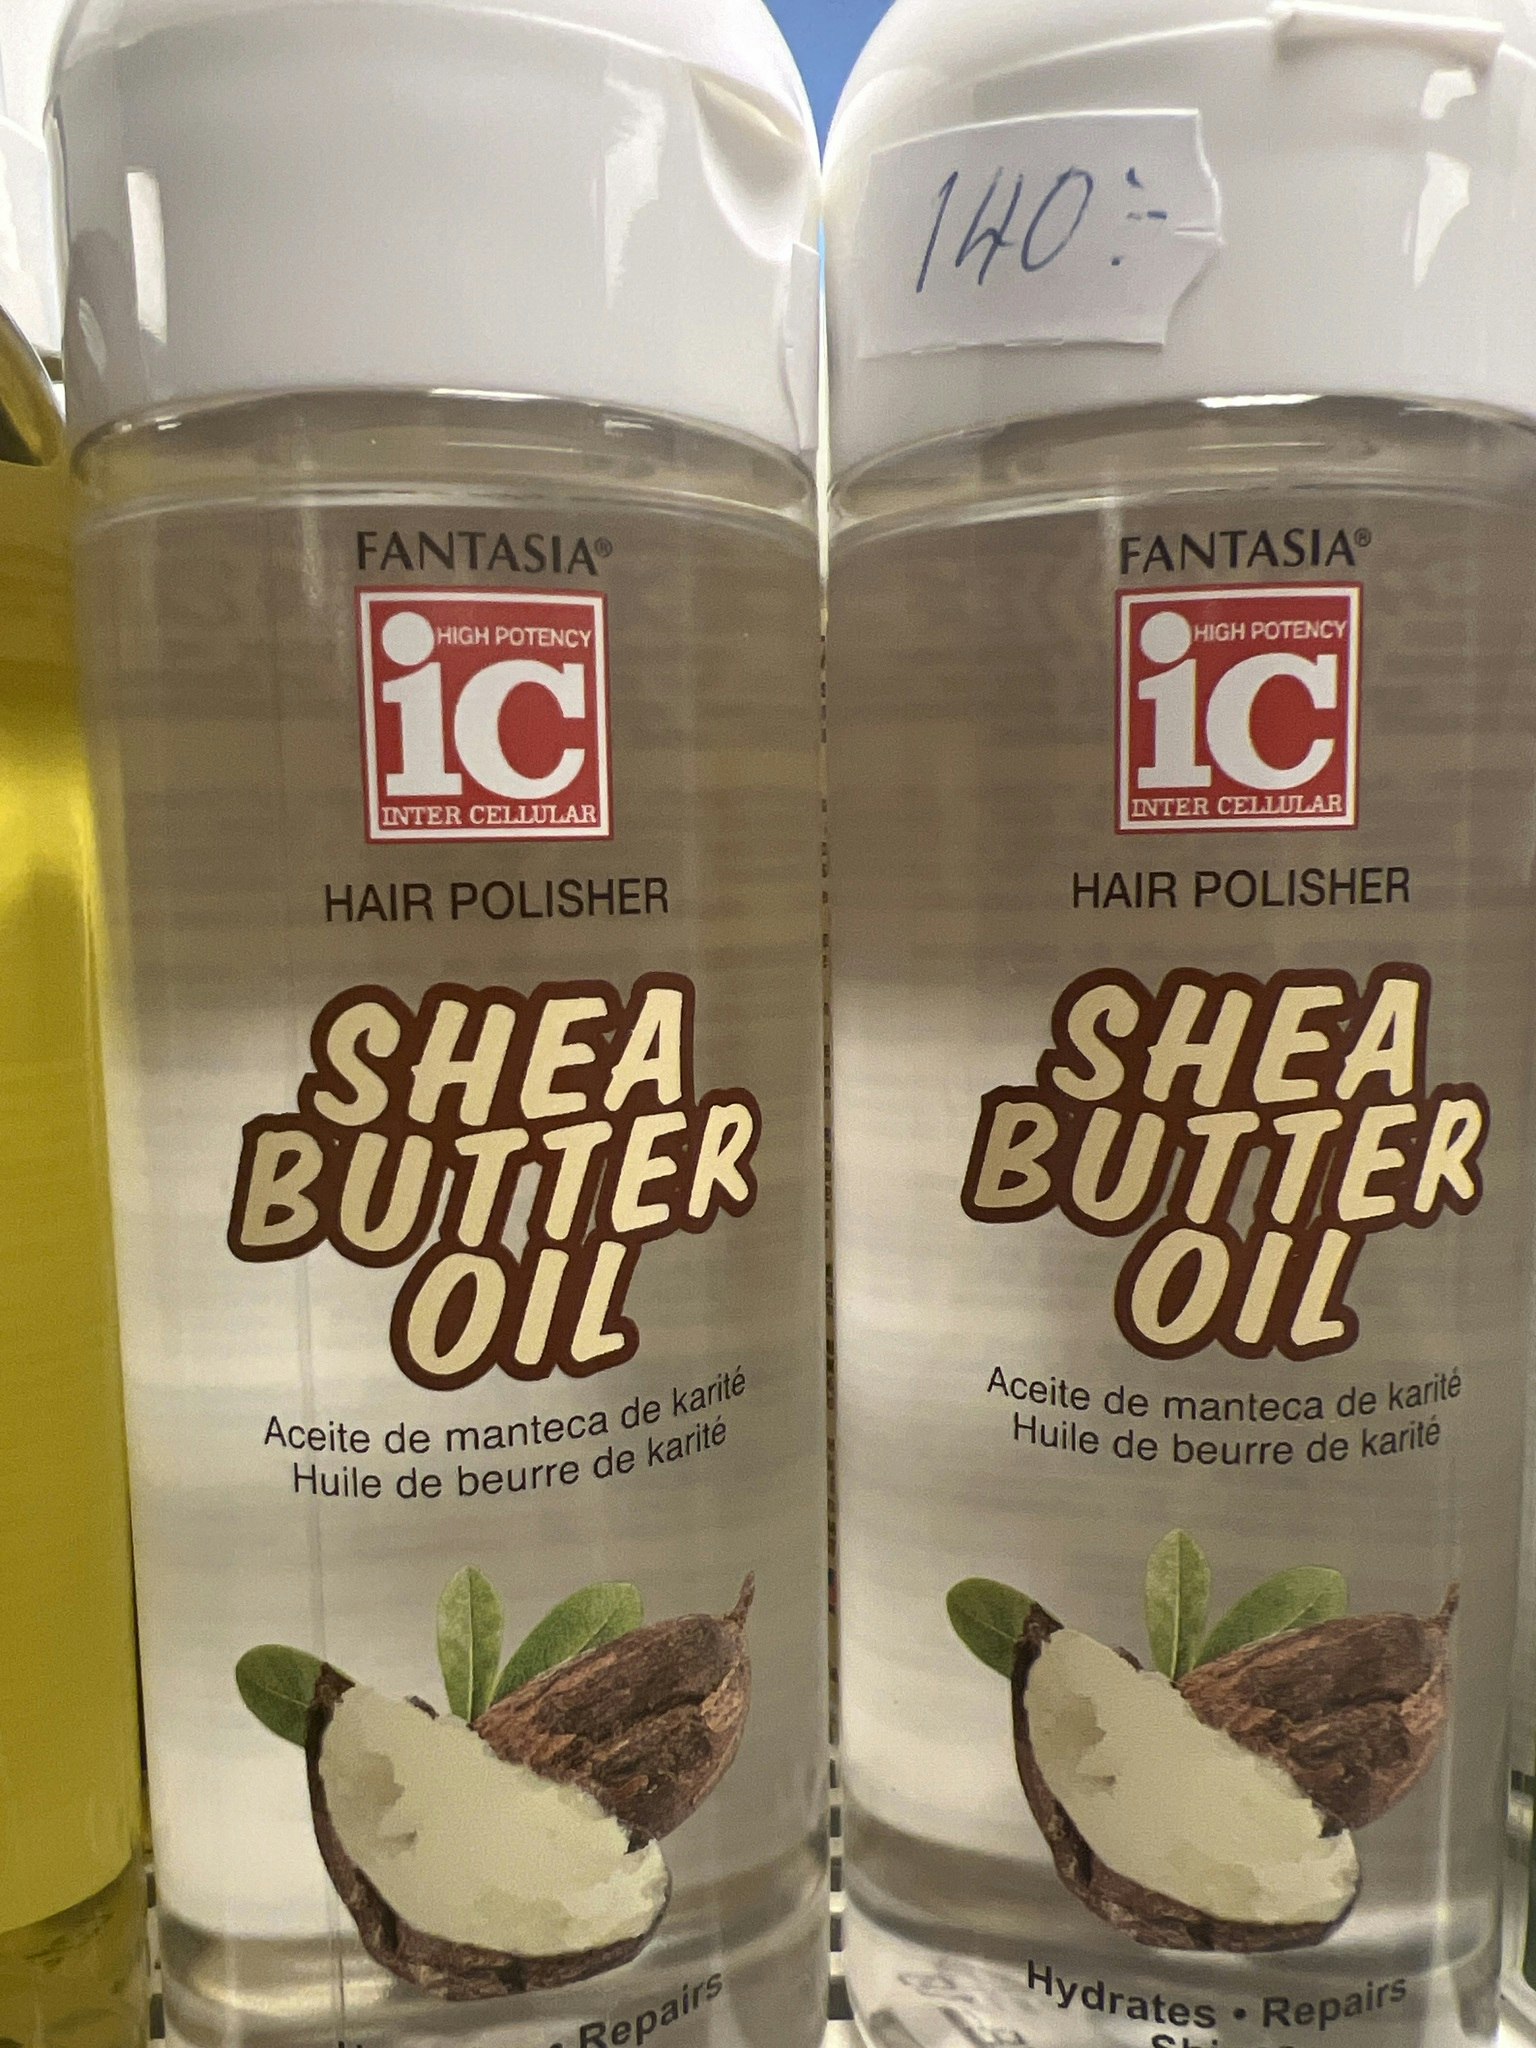 140:-
FANTASIA®
HIGH POTENCY
iC
INTER CELLULAR
HAIR POLISHER
SHEA
BUTTER
OIL
Aceite de manteca de karité
Huile de beurre de karité
• Repairs
FANTASIA®
HIGH POTENCY
iC
INTER CELLULAR
HAIR POLISHER
SHEA
BUTTER
OIL
Aceite de manteca de karité
Huile de beurre de karité
Hydrates • Repairs